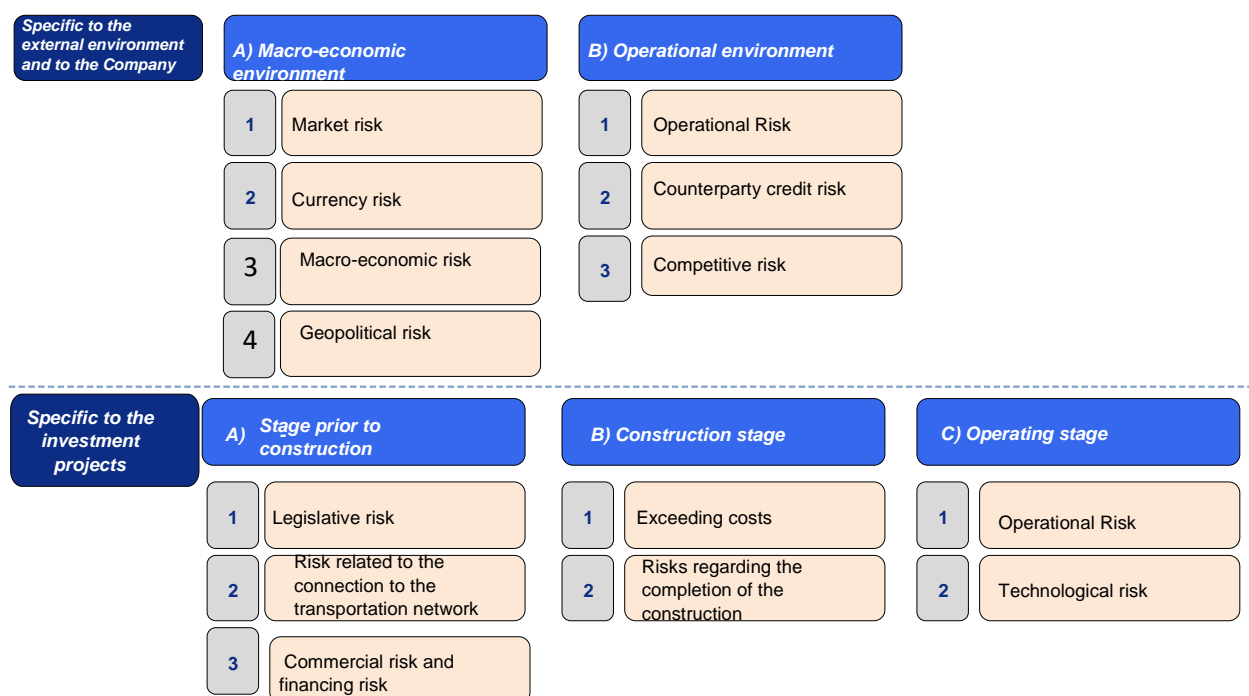 Specific to the
external environment
and to the Company
A) Macro-economic
environment
B) Operational environment
1
Market risk
1
Operational Risk
2
Currency risk
2
Counterparty credit risk
3
Macro-economic risk
3
Competitive risk
4
Geopolitical risk
Specific to the
investment
projects
A) Stage prior to
construction
B) Construction stage
C) Operating stage
1
Legislative risk
1
Exceeding costs
1
Operational Risk
2
Risk related to the
connection to the
transportation network
2
Risks regarding the
completion of the
construction
2
Technological risk
3
Commercial risk and
financing risk